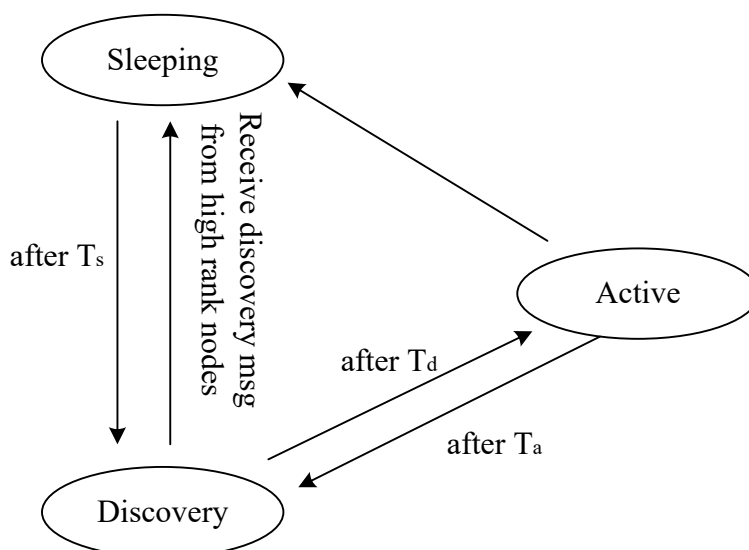 Sleeping
Receive discovery msg
from high rank nodes
after Ts
Active
after Td
after Ta
Discovery